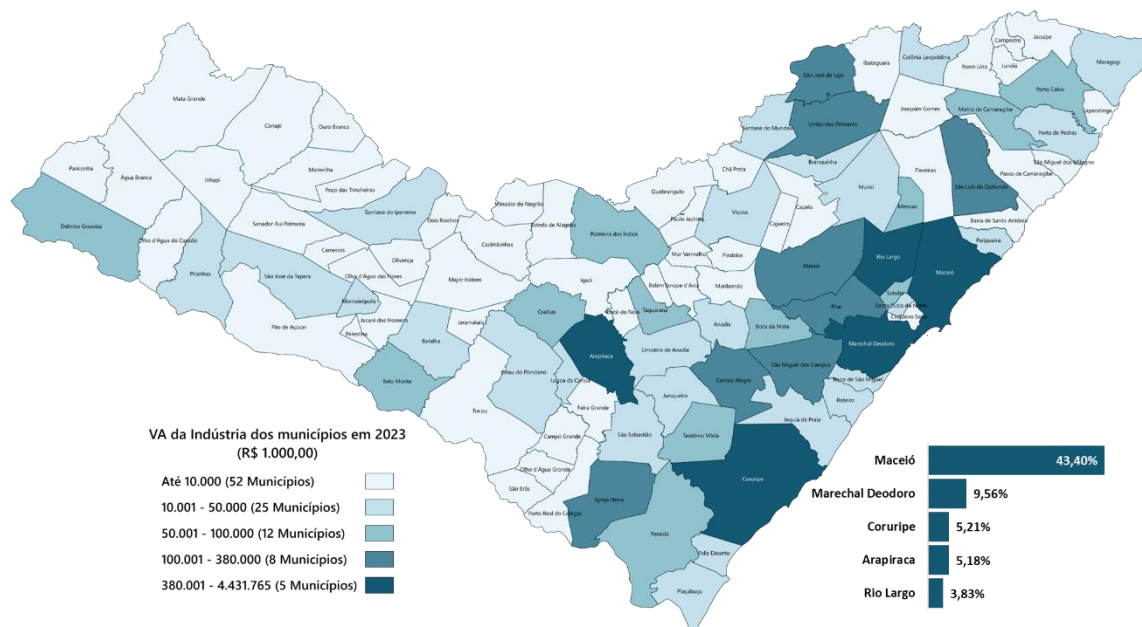 Jacuípe
Campestre
Ibateguara
Colônia Leopoldina
Novo Lino
Jundiá
Maragogi
São José da Laje
Porto Calvo
Mata Grande
Japaratinga
Matriz de Camaragibe
Canapi
Ouro Branco
União dos Palmares
Joaquim Gomes
Santana do Mundaú
Porto de Pedras
Branquinha
São Miguel dos Milagres
Pariconha
Água Branca
Inhapi
Maravilha
Poço das Trincheiras
Chã Preta
Flexeiras
Passo de Camaragibe
São Luís do Quitunde
Quebrangulo
Murici
Minador do Negrão
Delmiro Gouveia
Santana do Ipanema
Dois Riachos
Paulo Jacinto
Viçosa
Capela
Messias
Barra de Santo Antônio
Senador Rui Palmeira
Estrela de Alagoas
Cajueiro
Olho d'Água do Casado
Palmeira dos Índios
Paripueira
Carneiros
Cacimbinhas
Mar Vermelho
Pindoba
Olivença
Atalaia
Rio Largo
Maceió
Piranhas
São José da Tapera
Olho d'Água das Flores
Major Isidoro
Igaci
Belém
Tanque d'Arca
Maribondo
Satuba
Monteirópolis
Santa Luzia do Norte
Pilar
Coqueiro Seco
Pão de Açúcar
Jacaré dos Homens
Jaramataia
Craíbas
Coité do Nóia
Taquarana
Anadia
Boca da Mata
Palestina
Batalha
Marechal Deodoro
Arapiraca
Limoeiro de Anadia
São Miguel dos Campos
Belo Monte
Girau do Ponciano
Lagoa da Canoa
Campo Alegre
Barra de São Miguel
Junqueiro
Roteiro
Traipu
Feira Grande
Jequiá da Praia
Campo Grande
São Sebastião
Teotônio Vilela
Olho d'Água Grande
Coruripe
São Brás
Igreja Nova
Porto Real do Colégio
Penedo
Feliz Deserto
Piaçabuçu
VA da Indústria dos municípios em 2023
(R$ 1.000,00)
Até 10.000 (52 Municípios)
10.001 - 50.000 (25 Municípios)
50.001 - 100.000 (12 Municípios)
100.001 - 380.000 (8 Municípios)
380.001 - 4.431.765 (5 Municípios)
Maceió 43,40%
Marechal Deodoro 9,56%
Coruripe 5,21%
Arapiraca 5,18%
Rio Largo 3,83%